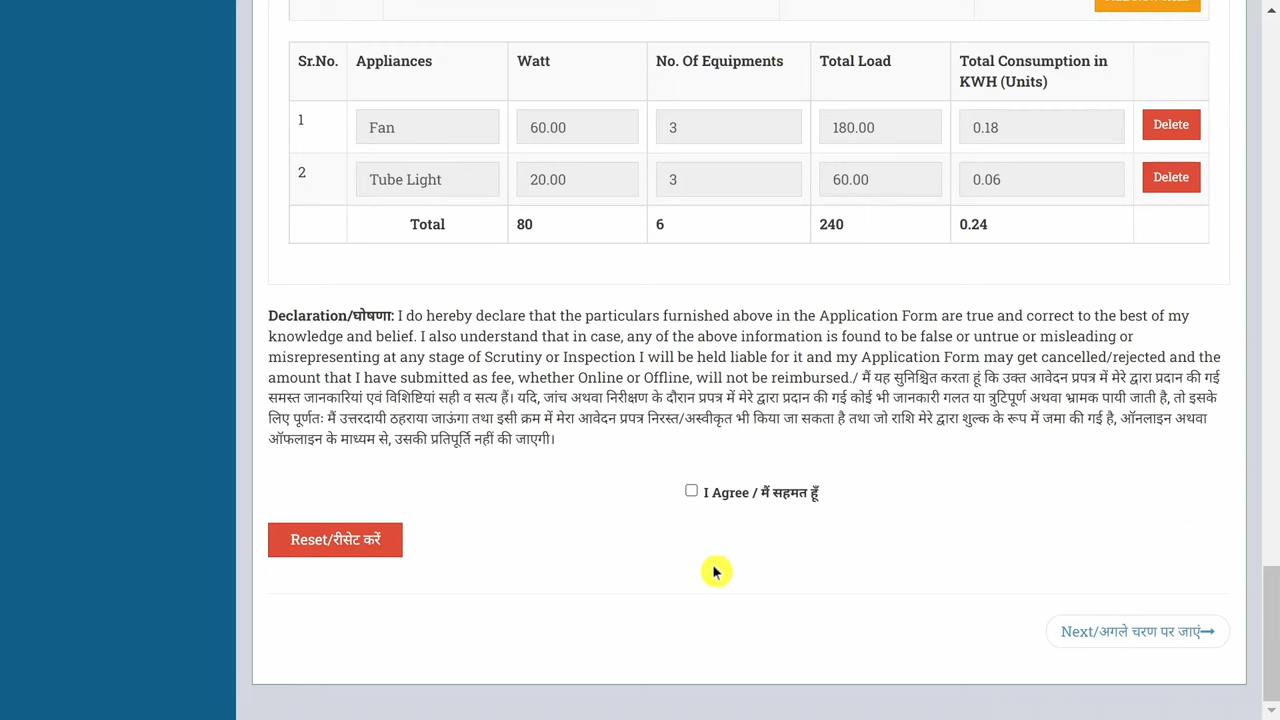 Sr.No. Appliances Watt No. Of Equipments Total Load Total Consumption in
KWH (Units)
1 Fan 60.00 3 180.00 0.18 Delete
2 Tube Light 20.00 3 60.00 0.06 Delete
Total 80 6 240 0.24
Declaration/घोषणा: I do hereby declare that the particulars furnished above in the Application Form are true and correct to the best of my
knowledge and belief. I also understand that in case, any of the above information is found to be false or untrue or misleading or
misrepresenting at any stage of Scrutiny or Inspection I will be held liable for it and my Application Form may get cancelled/rejected and the
amount that I have submitted as fee, whether Online or Offline, will not be reimbursed./ मैं यह सुनिश्चित करता हूं कि उक्त आवेदन प्रपत्र में मेरे द्वारा प्रदान की गई
समस्त जानकारियां एवं विशिष्टियां सही व सत्य हैं। यदि, जांच अथवा निरीक्षण के दौरान प्रपत्र में मेरे द्वारा प्रदान की गई कोई भी जानकारी गलत या त्रुटिपूर्ण अथवा भ्रामक पायी जाती है, तो इसके
लिए पूर्णतः मैं उत्तरदायी ठहराया जाऊंगा तथा इसी क्रम में मेरा आवेदन प्रपत्र निरस्त/अस्वीकृत भी किया जा सकता है तथा जो राशि मेरे द्वारा शुल्क के रूप में जमा की गई है, ऑनलाइन अथवा
ऑफलाइन के माध्यम से, उसकी प्रतिपूर्ति नहीं की जाएगी।
I Agree / मैं सहमत हूँ
Reset/रीसेट करें
Next/अगले चरण पर जाएं→